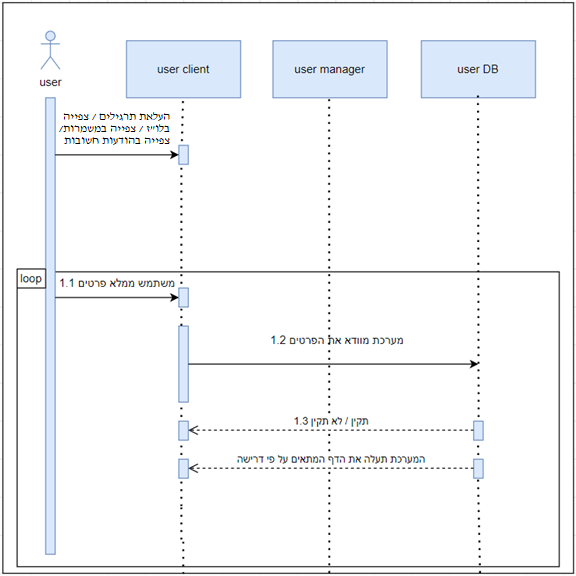 user
user client
user manager
user DB
העלאת תרגילים / צפייה
בלו"ז / צפייה במשמרות/
צפייה בהודעות חשובות
loop
1.1 משתמש ממלא פרטים
1.2 מערכת מוודא את הפרטים
1.3 תקין / לא תקין
המערכת תעלה את הדף המתאים על פי דרישה